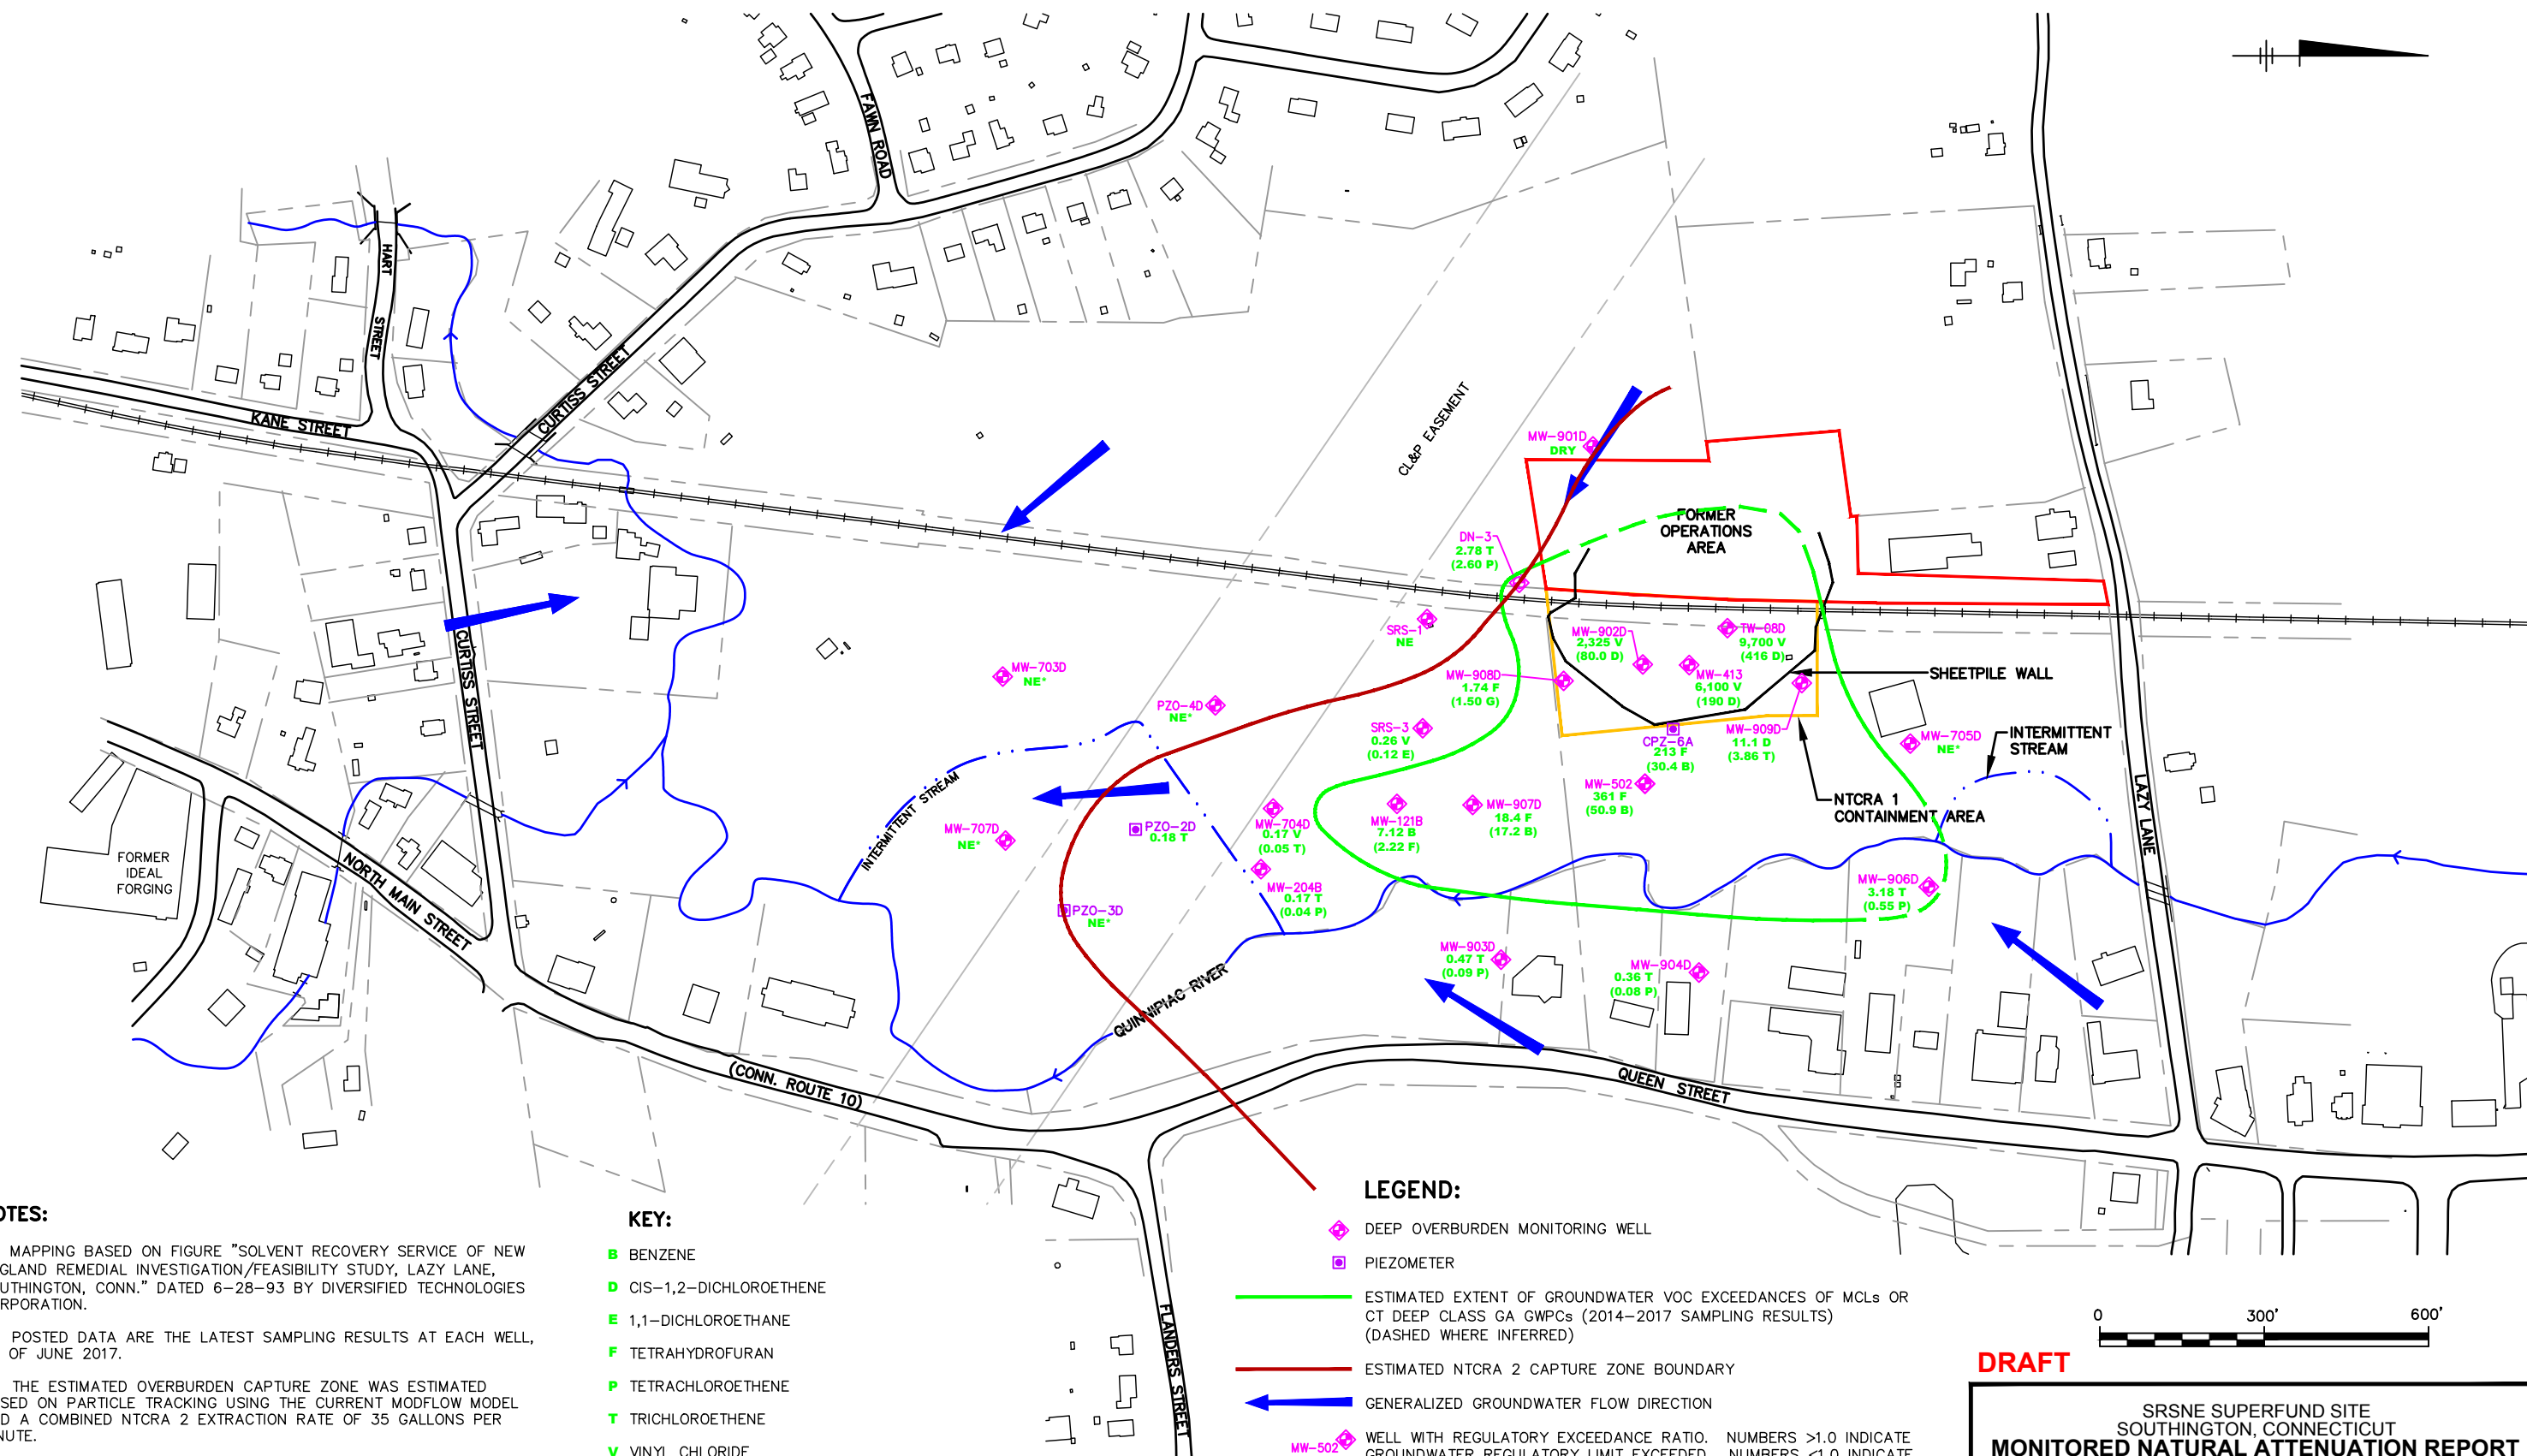 FAWN ROAD
HART
STREET
KANE STREET
CURTISS STREET
CURTISS STREET
NORTH MAIN STREET
FORMER
IDEAL
FORGING
(CONN. ROUTE 10)
QUINNIPIAC RIVER
QUEEN STREET
FLANDERS STREET
LAZY LANE
CL&P EASEMENT
INTERMITTENT STREAM
INTERMITTENT
STREAM
FORMER
OPERATIONS
AREA
SHEETPILE WALL
NTCRA 1
CONTAINMENT AREA
MW-901D
DRY
DN-3
2.78 T
(2.60 P)
SRS-1
NE
MW-902D
2,325 V
(80.0 D)
TW-08D
9,700 V
(416 D)
MW-413
6,100 V
(190 D)
MW-908D
1.74 F
(1.50 G)
MW-703D
NE*
PZO-4D
NE*
SRS-3
0.26 V
(0.12 E)
CPZ-6A
213 F
(30.4 B)
MW-909D
11.1 D
(3.86 T)
MW-705D
NE*
MW-502
361 F
(50.9 B)
MW-907D
18.4 F
(17.2 B)
MW-121B
7.12 B
(2.22 F)
MW-704D
0.17 V
(0.05 T)
PZO-2D
0.18 T
MW-707D
NE*
MW-204B
0.17 T
(0.04 P)
PZO-3D
NE*
MW-906D
3.18 T
(0.55 P)
MW-903D
0.47 T
(0.09 P)
MW-904D
0.36 T
(0.08 P)
OTES:
MAPPING BASED ON FIGURE "SOLVENT RECOVERY SERVICE OF NEW
GLAND REMEDIAL INVESTIGATION/FEASIBILITY STUDY, LAZY LANE,
UTHINGTON, CONN." DATED 6-28-93 BY DIVERSIFIED TECHNOLOGIES
RPORATION.
POSTED DATA ARE THE LATEST SAMPLING RESULTS AT EACH WELL,
OF JUNE 2017.
THE ESTIMATED OVERBURDEN CAPTURE ZONE WAS ESTIMATED
SED ON PARTICLE TRACKING USING THE CURRENT MODFLOW MODEL
D A COMBINED NTCRA 2 EXTRACTION RATE OF 35 GALLONS PER
NUTE.
KEY:
B BENZENE
D CIS-1,2-DICHLOROETHENE
E 1,1-DICHLOROETHANE
F TETRAHYDROFURAN
P TETRACHLOROETHENE
T TRICHLOROETHENE
V VINYL CHLORIDE
LEGEND:
DEEP OVERBURDEN MONITORING WELL
PIEZOMETER
ESTIMATED EXTENT OF GROUNDWATER VOC EXCEEDANCES OF MCLs OR
CT DEEP CLASS GA GWPCs (2014-2017 SAMPLING RESULTS)
(DASHED WHERE INFERRED)
ESTIMATED NTCRA 2 CAPTURE ZONE BOUNDARY
GENERALIZED GROUNDWATER FLOW DIRECTION
MW-502
WELL WITH REGULATORY EXCEEDANCE RATIO. NUMBERS >1.0 INDICATE
GROUNDWATER REGULATORY LIMIT EXCEEDED. NUMBERS <1.0 INDICATE
0 300' 600'
DRAFT
SRSNE SUPERFUND SITE
SOUTHINGTON, CONNECTICUT
MONITORED NATURAL ATTENUATION REPORT